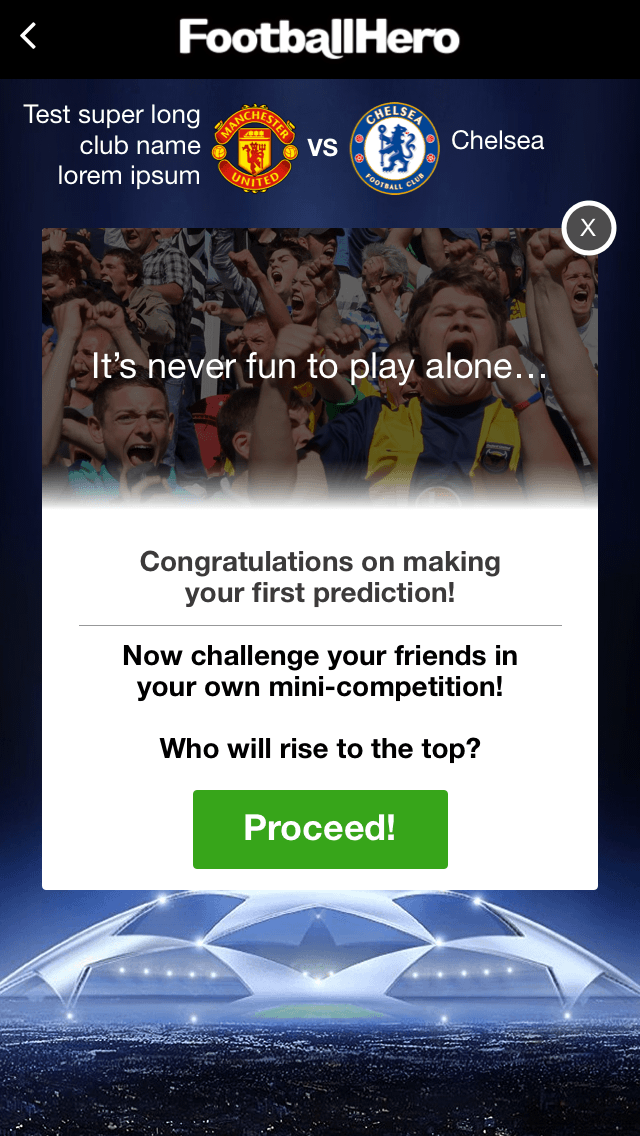 FootballHero
Test super long
club name
lorem ipsum
MANCHESTER
UNITED
VS
CHELSEA
FOOTBALL CLUB
Chelsea
X
It’s never fun to play alone…
Congratulations on making
your first prediction!
Now challenge your friends in
your own mini-competition!
Who will rise to the top?
Proceed!